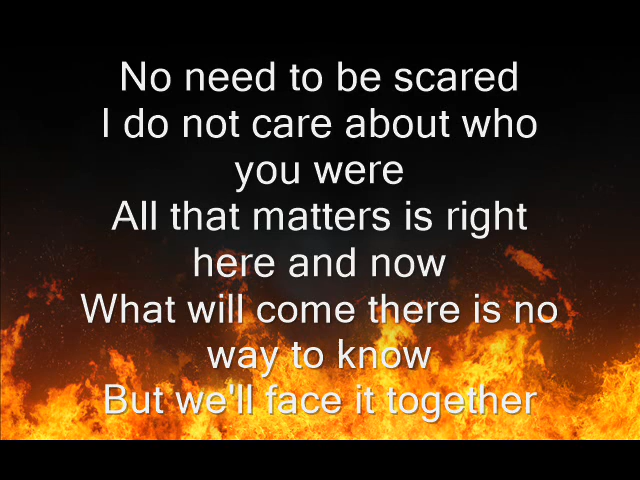 No need to be scared
I do not care about who
you were
All that matters is right
here and now
What will come there is no
way to know
But we'll face it together